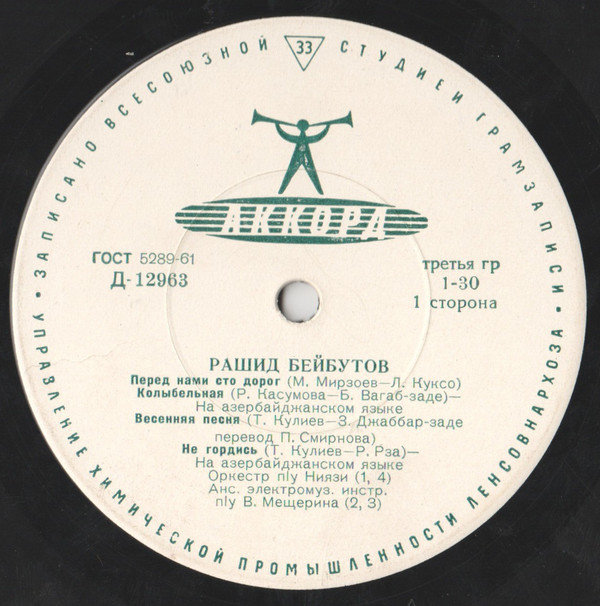 ЗАПИСАНО ВСЕСОЮЗНОЙ СТУДИЕЙ ГРАМЗАПИСИ •
33
АККОРД
ГОСТ 5289-61
Д-12963
третья гр
1-30
1 сторона
РАШИД БЕЙБУТОВ
Перед нами сто дорог (М. Мирзоев—Л. Куксо)
Колыбельная (Р. Касумова—Б. Вагаб-заде)—
На азербайджанском языке
Весенняя песня (Т. Кулиев—З. Джаббар-заде
перевод П. Смирнова)
Не гордись (Т. Кулиев—Р. Рза)—
На азербайджанском языке
Оркестр п/у Ниязи (1, 4)
Анс. электромуз. инстр.
п/у В. Мещерина (2, 3)
УПРАВЛЕНИЕ ХИМИЧЕСКОЙ ПРОМЫШЛЕННОСТИ ЛЕНСОВНАРХОЗА •